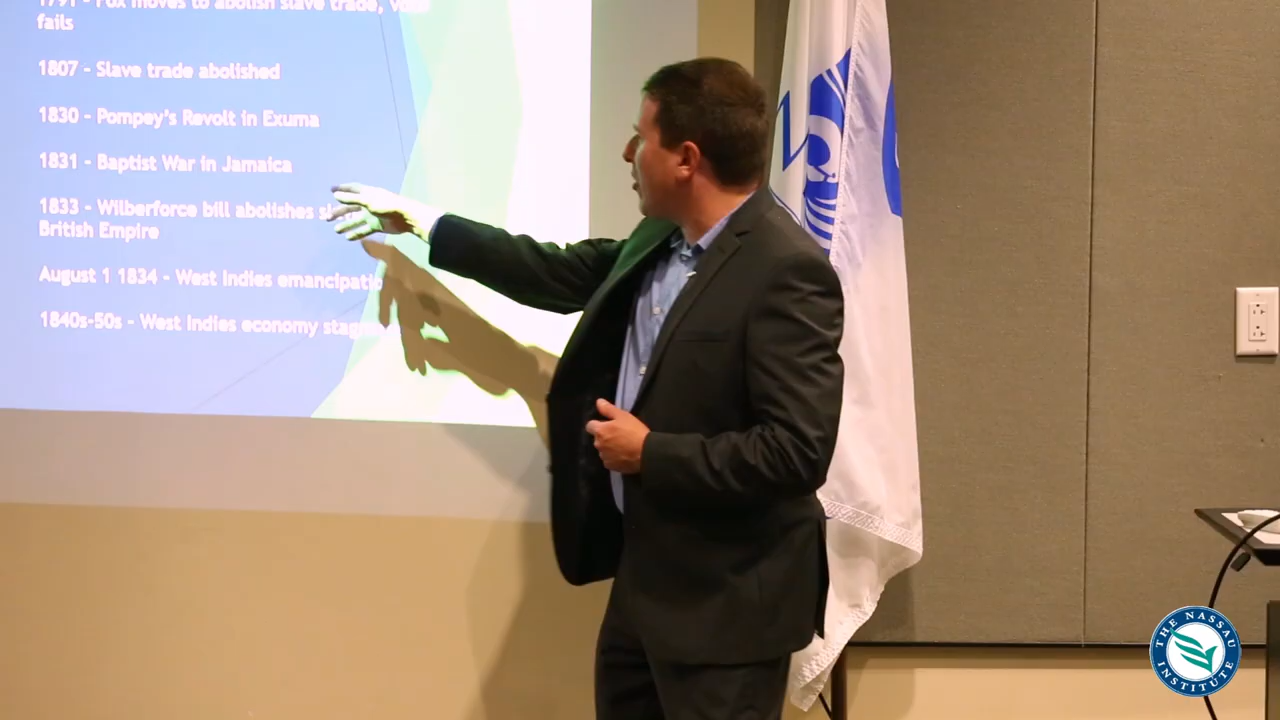 1791 - Fox moves to abolish slave trade,
fails
1807 - Slave trade abolished
1830 - Pompey's Revolt in Exuma
1831 - Baptist War in Jamaica
1833 - Wilberforce bill abolishes
British Empire
August 1 1834 - West Indies emancipatio
1840s-50s - West Indies economy stag
THE NASSAU
INSTITUTE